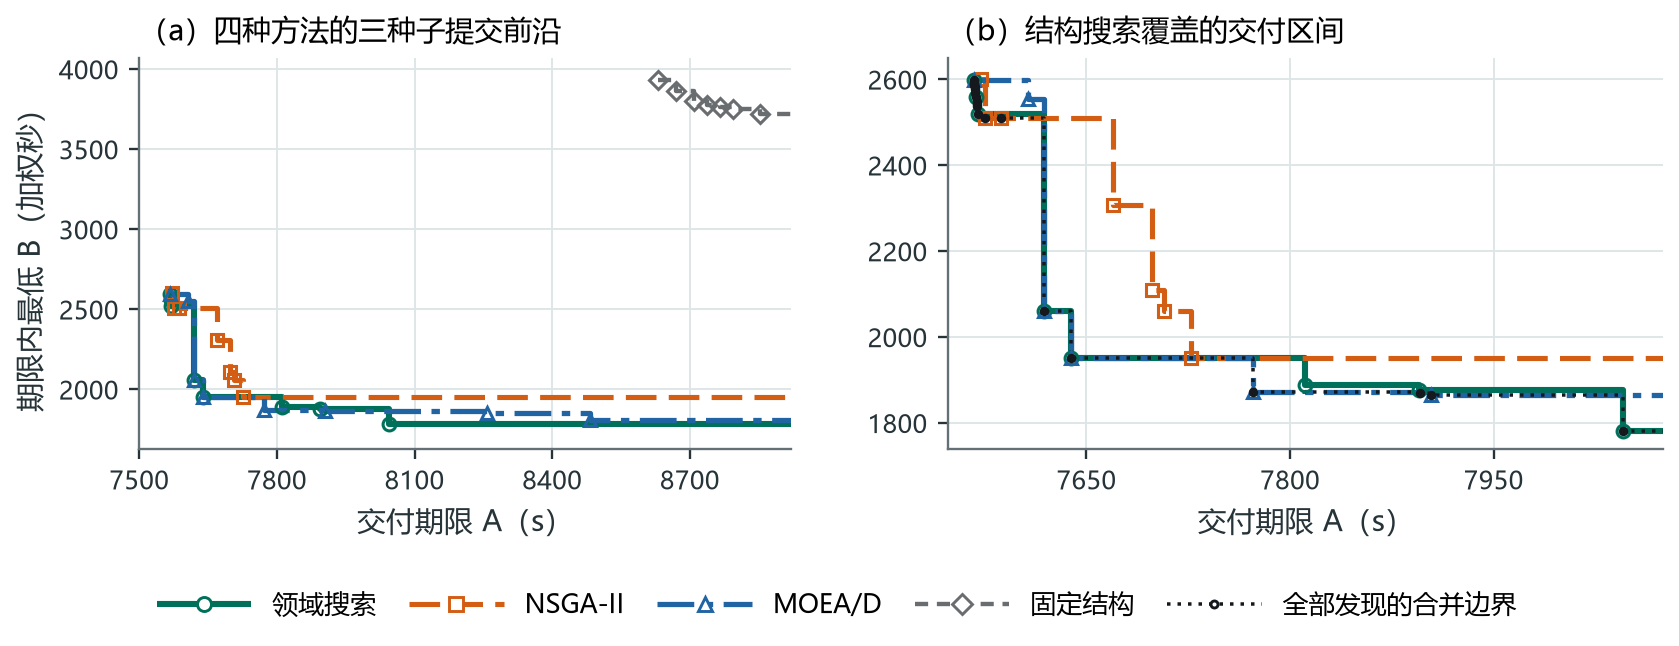 (a) 四种方法的三种子提交前沿
期限内最低 B（加权秒）
4000
3500
3000
2500
2000
7500 7800 8100 8400 8700
交付期限 A（s）
(b) 结构搜索覆盖的交付区间
2600
2400
2200
2000
1800
7650 7800 7950
交付期限 A（s）
领域搜索 NSGA-II MOEA/D 固定结构 全部发现的合并边界